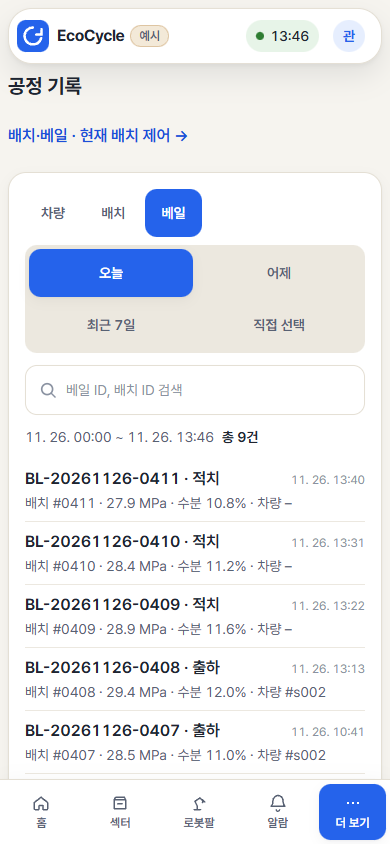 EcoCycle 예시 13:46 관
공정 기록
배치·베일 · 현재 배치 제어 →
차량 배치 베일
오늘 어제
최근 7일 직접 선택
베일 ID, 배치 ID 검색
11. 26. 00:00 ~ 11. 26. 13:46 총 9건
BL-20261126-0411 · 적치 11. 26. 13:40
배치 #0411 · 27.9 MPa · 수분 10.8% · 차량 –
BL-20261126-0410 · 적치 11. 26. 13:31
배치 #0410 · 28.4 MPa · 수분 11.2% · 차량 –
BL-20261126-0409 · 적치 11. 26. 13:22
배치 #0409 · 28.9 MPa · 수분 11.6% · 차량 –
BL-20261126-0408 · 출하 11. 26. 13:13
배치 #0408 · 29.4 MPa · 수분 12.0% · 차량 #s002
BL-20261126-0407 · 출하 11. 26. 10:41
배치 #0407 · 28.5 MPa · 수분 11.0% · 차량 #s002
홈 섹터 로봇팔 알람 더 보기